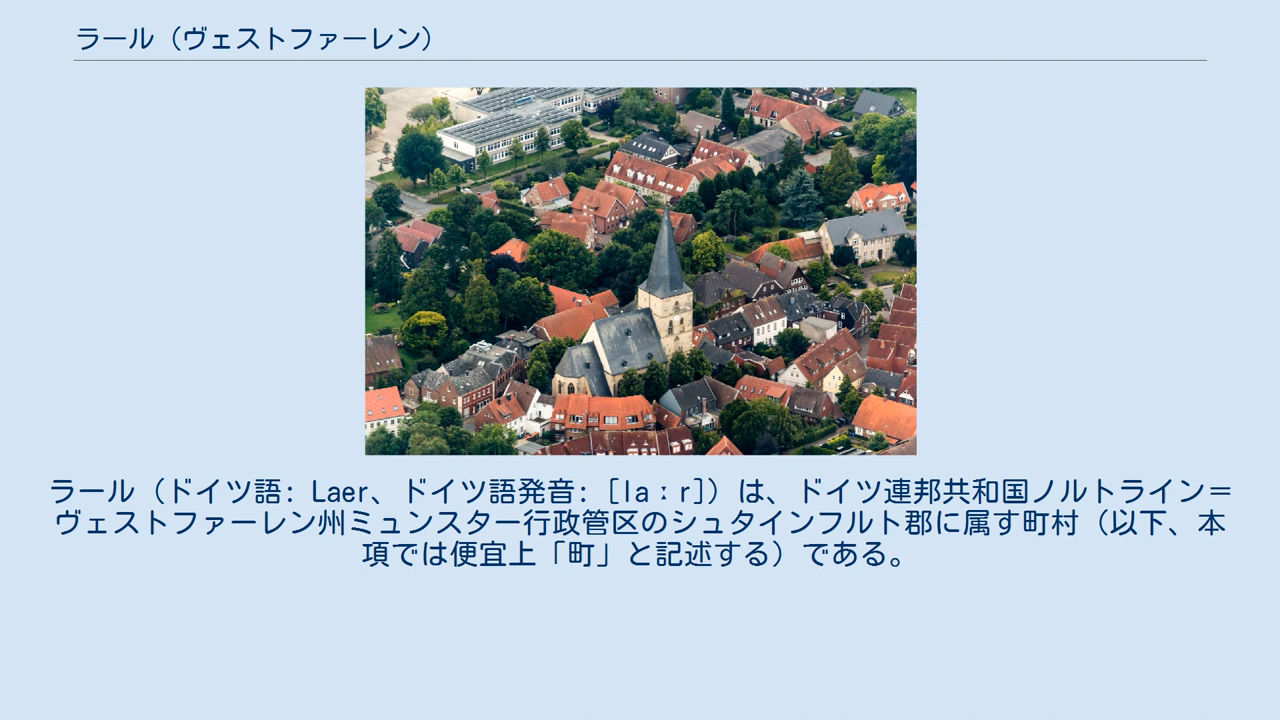 ラール（ヴェストファーレン）
ラール（ドイツ語: Laer、ドイツ語発音: [laːr]）は、ドイツ連邦共和国ノルトライン＝
ヴェストファーレン州ミュンスター行政管区のシュタインフルト郡に属す町村（以下、本
項では便宜上「町」と記述する）である。